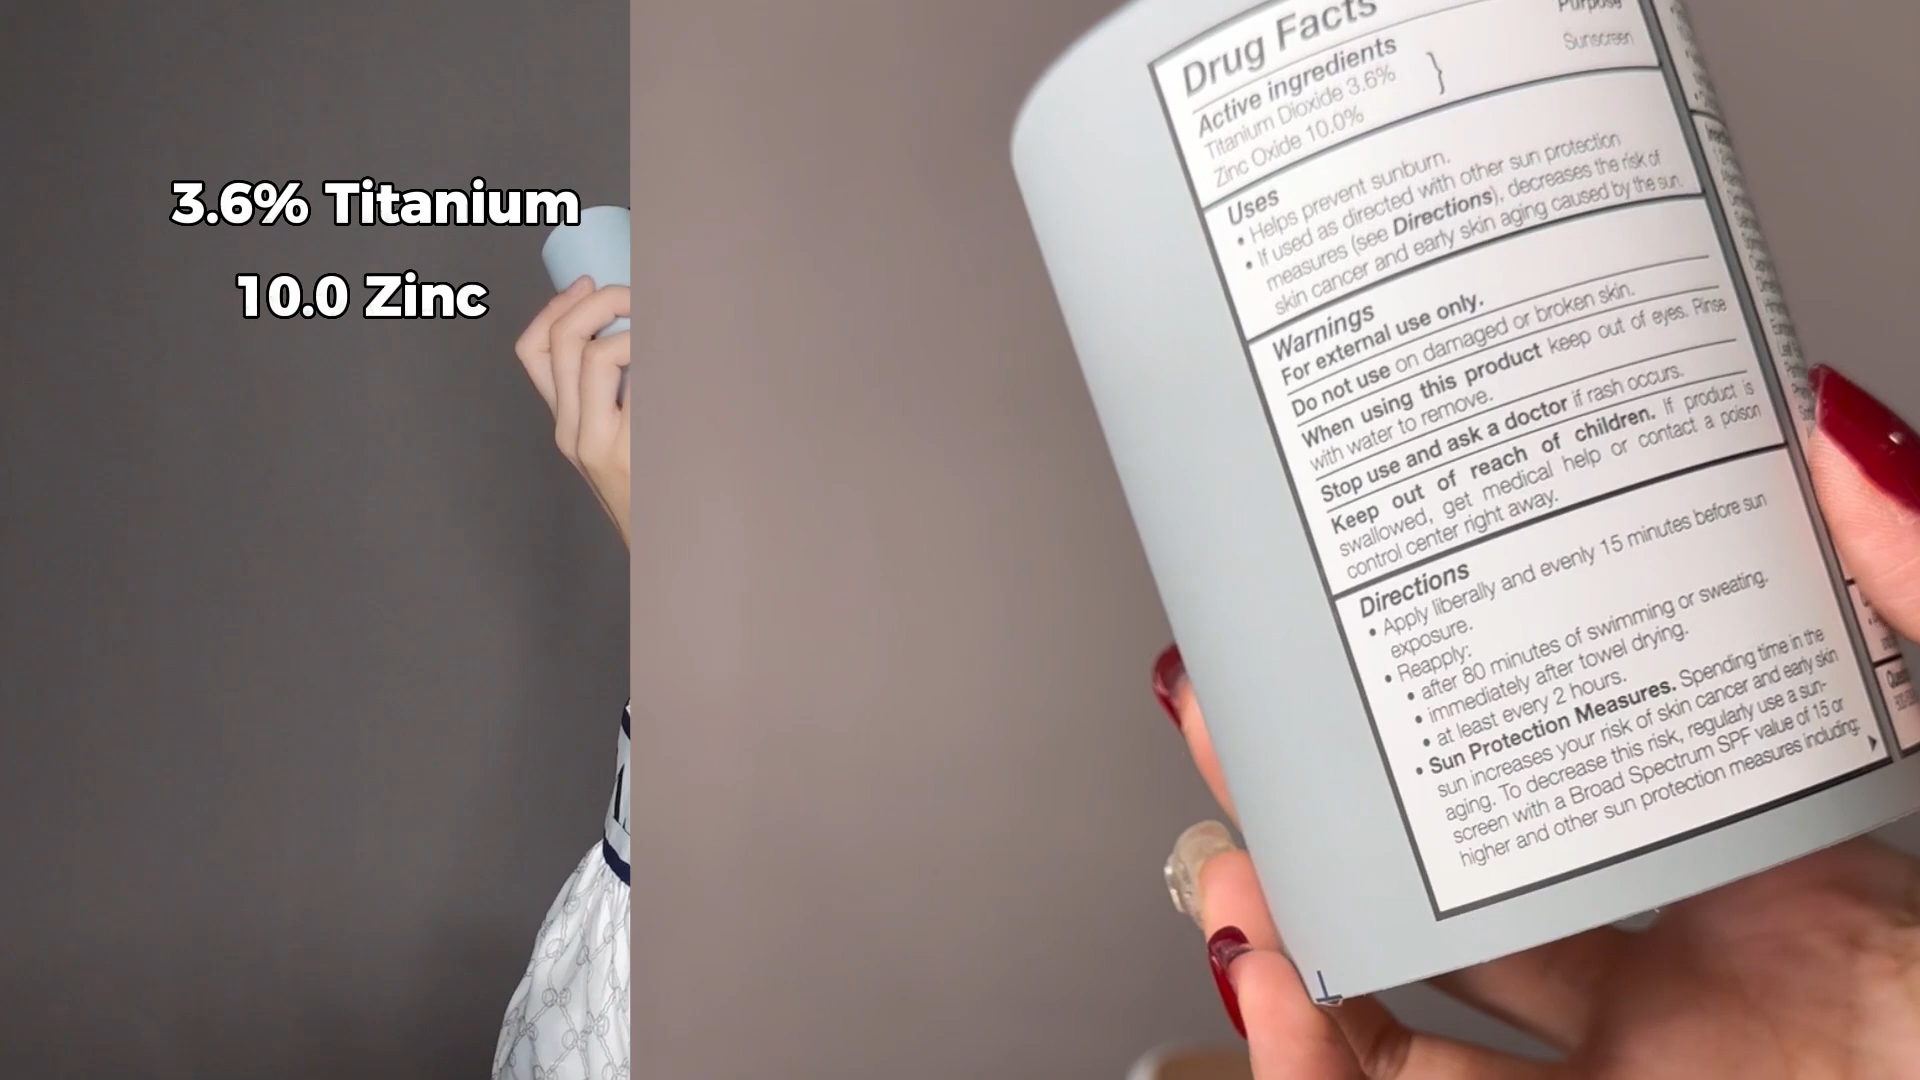 3.6% Titanium
10.0 Zinc
Drug Facts
Active ingredients
Purpose
Titanium Dioxide 3.6%
Sunscreen
Zinc Oxide 10.0%
}
Uses
• Helps prevent sunburn.
• If used as directed with other sun protection
measures (see Directions), decreases the risk of
skin cancer and early skin aging caused by the sun.
Warnings
For external use only.
Do not use on damaged or broken skin.
When using this product keep out of eyes. Rinse
with water to remove.
Stop use and ask a doctor if rash occurs.
Keep out of reach of children. If product is
swallowed, get medical help or contact a poison
control center right away.
Directions
• Apply liberally and evenly 15 minutes before sun
exposure.
• Reapply:
• after 80 minutes of swimming or sweating.
• immediately after towel drying.
• at least every 2 hours.
• Sun Protection Measures. Spending time in the
sun increases your risk of skin cancer and early skin
aging. To decrease this risk, regularly use a sun-
screen with a Broad Spectrum SPF value of 15 or
higher and other sun protection measures including: